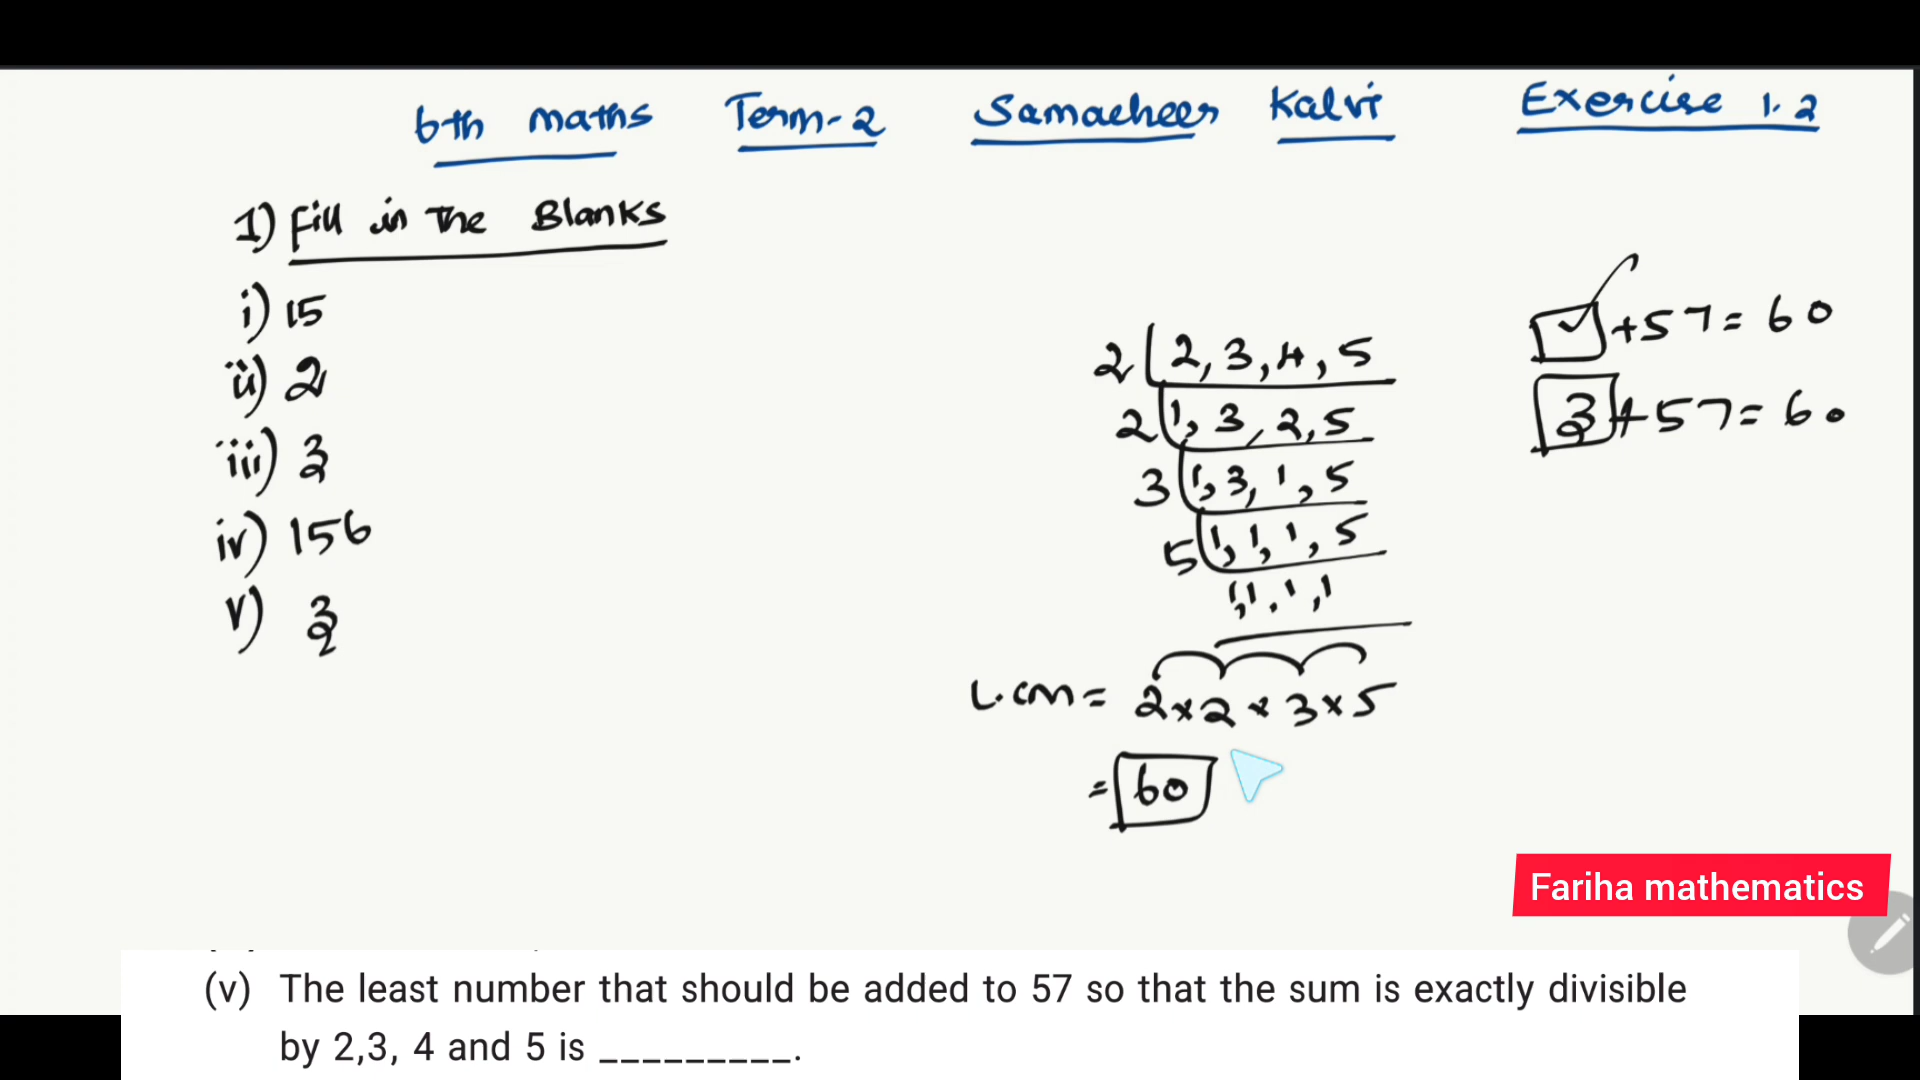 6th maths Term-2 Samacheer Kalvi Exercise 1.2
1) Fill in the Blanks
i) 15
ii) 2
iii) 3
iv) 156
v) 3
2 | 2, 3, 4, 5
2 | 1, 3, 2, 5
3 | 1, 3, 1, 5
5 | 1, 1, 1, 5
1, 1, 1, 1
L.cm = 2 × 2 × 3 × 5
= 60
✓ + 57 = 60
3 + 57 = 60
Fariha mathematics
(v) The least number that should be added to 57 so that the sum is exactly divisible
by 2,3, 4 and 5 is _________.